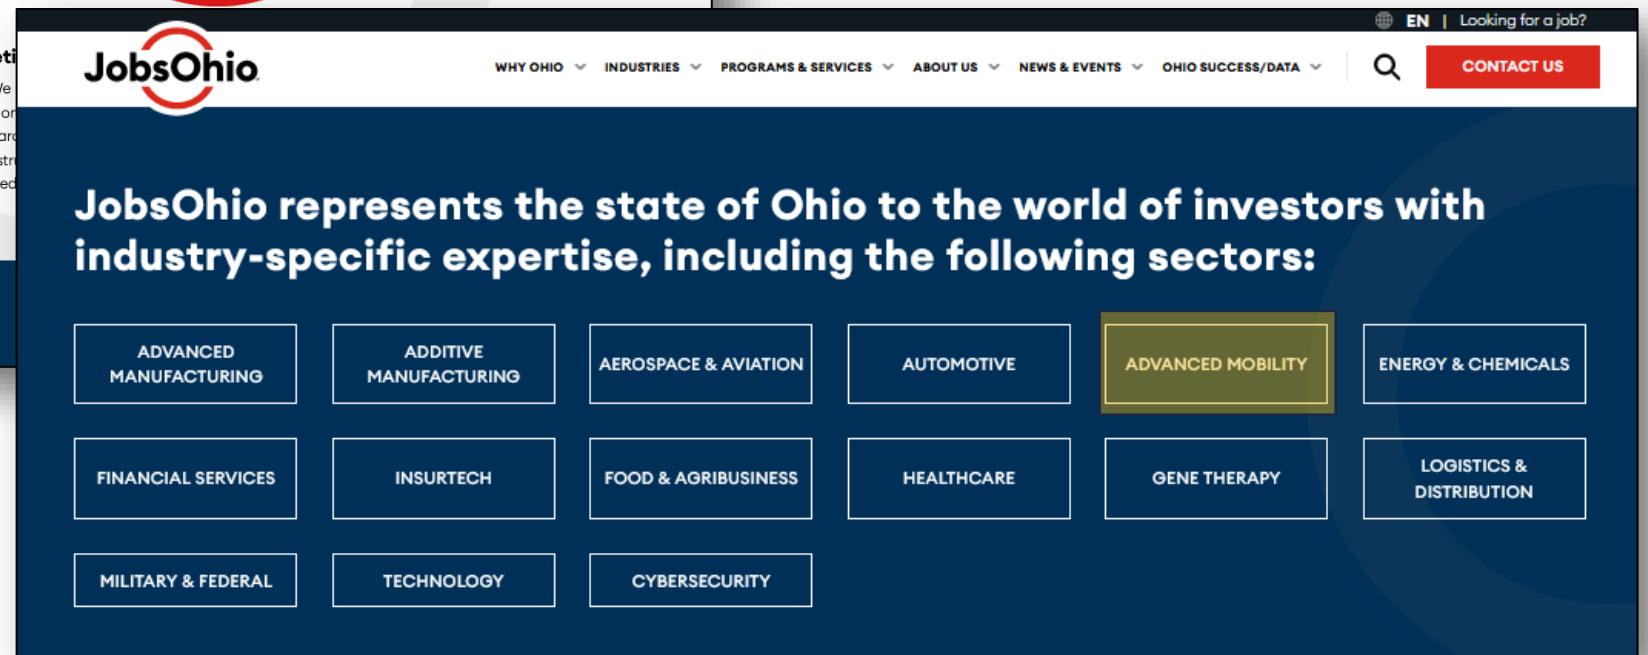 EN | Looking for a job?
JobsOhio
WHY OHIO INDUSTRIES PROGRAMS & SERVICES ABOUT US NEWS & EVENTS OHIO SUCCESS/DATA CONTACT US
JobsOhio represents the state of Ohio to the world of investors with
industry-specific expertise, including the following sectors:
ADVANCED
MANUFACTURING
ADDITIVE
MANUFACTURING
AEROSPACE & AVIATION
AUTOMOTIVE
ADVANCED MOBILITY
ENERGY & CHEMICALS
FINANCIAL SERVICES
INSURTECH
FOOD & AGRIBUSINESS
HEALTHCARE
GENE THERAPY
LOGISTICS &
DISTRIBUTION
MILITARY & FEDERAL
TECHNOLOGY
CYBERSECURITY